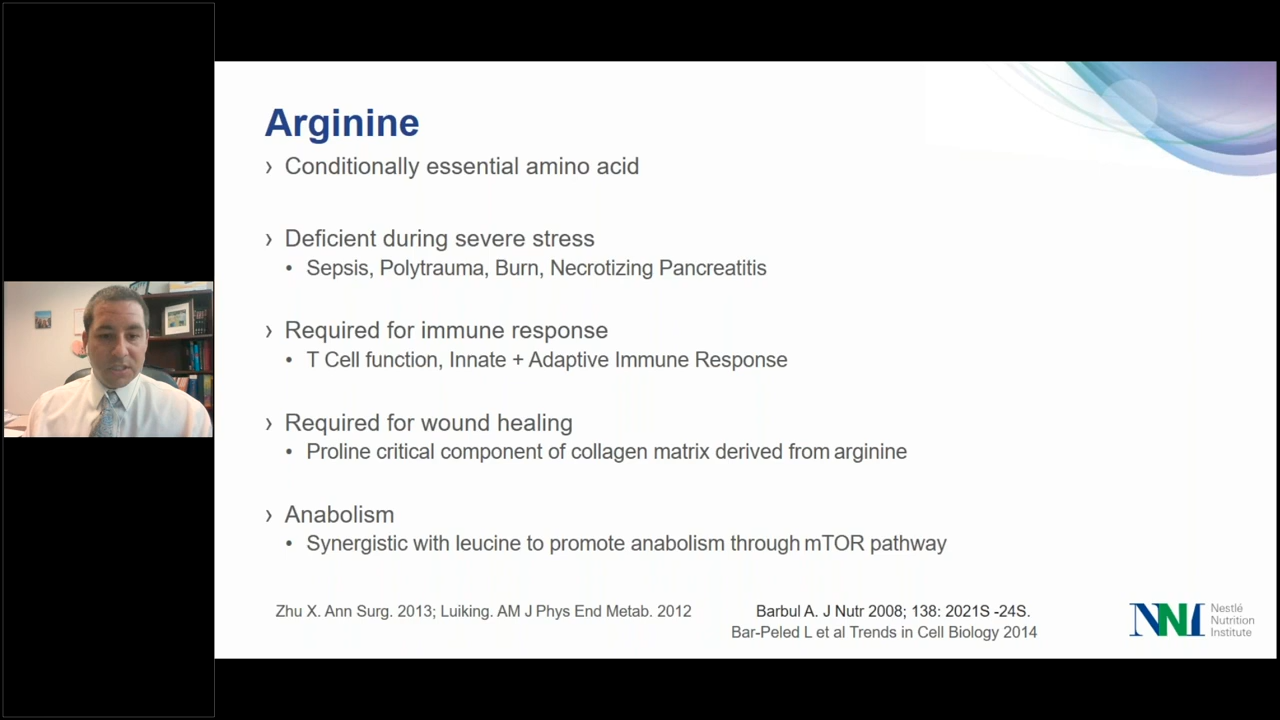 Arginine
› Conditionally essential amino acid
› Deficient during severe stress
• Sepsis, Polytrauma, Burn, Necrotizing Pancreatitis
› Required for immune response
• T Cell function, Innate + Adaptive Immune Response
› Required for wound healing
• Proline critical component of collagen matrix derived from arginine
› Anabolism
• Synergistic with leucine to promote anabolism through mTOR pathway
Zhu X. Ann Surg. 2013; Luiking. AM J Phys End Metab. 2012
Barbul A. J Nutr 2008; 138: 2021S -24S.
Bar-Peled L et al Trends in Cell Biology 2014
NNI
Nestlé
Nutrition
Institute